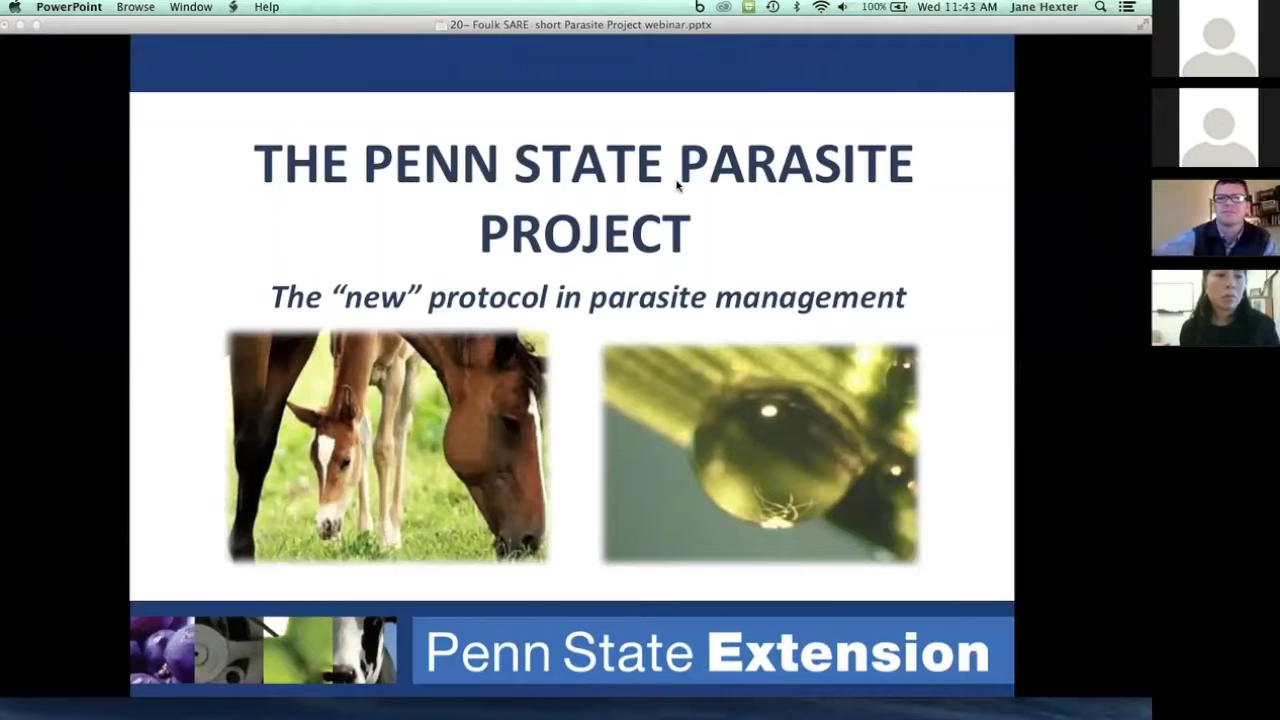 PowerPoint Browse Window Help 100% Wed 11:43 AM Jane Hexter
20- Foulk SARE short Parasite Project webinar.pptx
THE PENN STATE PARASITE
PROJECT
The “new” protocol in parasite management
Penn State Extension